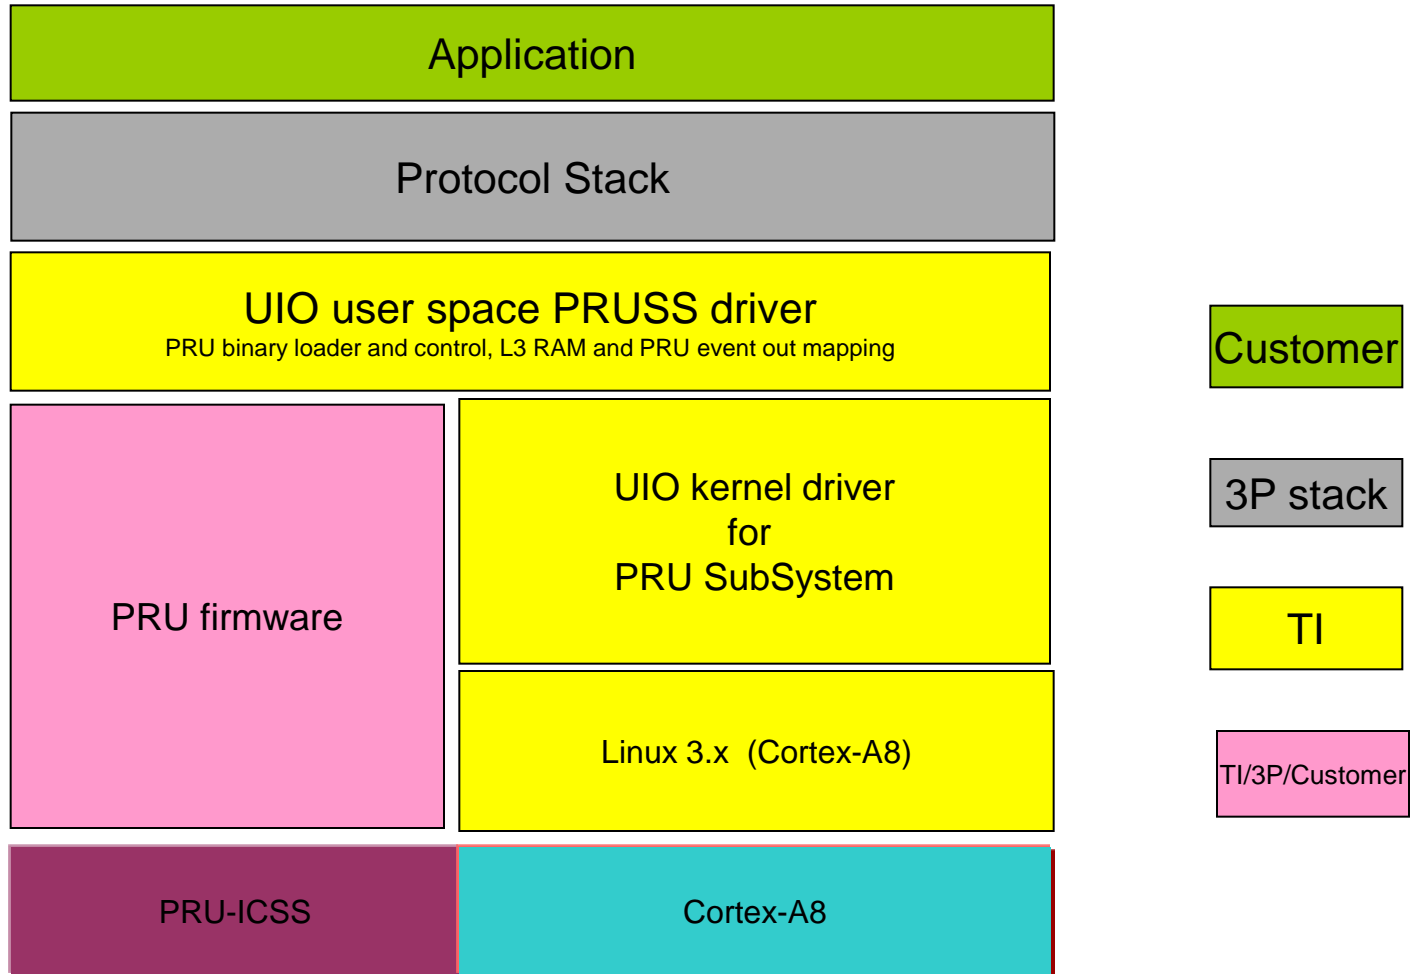 Application
Protocol Stack
UIO user space PRUSS driver
PRU binary loader and control, L3 RAM and PRU event out mapping
PRU firmware
UIO kernel driver
for
PRU SubSystem
Linux 3.x (Cortex-A8)
PRU-ICSS
Cortex-A8
Customer
3P stack
TI
TI/3P/Customer